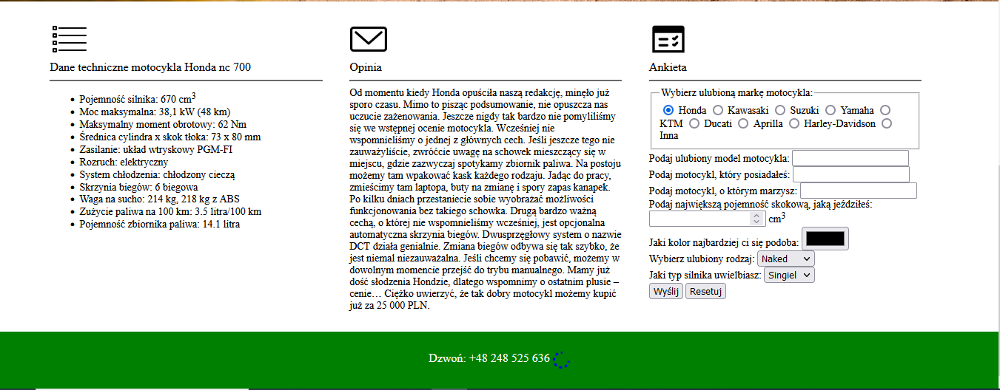 Dane techniczne motocykla Honda nc 700
Pojemność silnika: 670 cm³
Moc maksymalna: 38,1 kW (48 km)
Maksymalny moment obrotowy: 62 Nm
Średnica cylindra x skok tłoka: 73 x 80 mm
Zasilanie: układ wtryskowy PGM-FI
Rozruch: elektryczny
System chłodzenia: chłodzony cieczą
Skrzynia biegów: 6 biegowa
Waga na sucho: 214 kg, 218 kg z ABS
Zużycie paliwa na 100 km: 3.5 litra/100 km
Pojemność zbiornika paliwa: 14.1 litra
Opinia
Od momentu kiedy Honda opuściła naszą redakcję, minęło już
sporo czasu. Mimo to pisząc podsumowanie, nie opuszcza nas
uczucie zażenowania. Jeszcze nigdy tak bardzo nie pomyliliśmy
się we wstępnej ocenie motocykla. Wcześniej nie
wspomnieliśmy o jednej z głównych cech. Jeśli jeszcze tego nie
zauważyliście, zwróćcie uwagę na schowek mieszczący się w
miejscu, gdzie zazwyczaj spotykamy zbiornik paliwa. Na postoju
możemy tam wpakować kask każdego rodzaju. Jadąc do pracy,
zmieścimy tam laptopa, buty na zmianę i spory zapas kanapek.
Po kilku dniach przestaniecie sobie wyobrażać możliwości
funkcjonowania bez takiego schowka. Drugą bardzo ważną
cechą, o której nie wspomnieliśmy wcześniej, jest opcjonalna
automatyczna skrzynia biegów. Dwusprzęgłowy system o nazwie
DCT działa genialnie. Zmiana biegów odbywa się tak szybko, że
jest niemal niezauważalna. Jeśli chcemy się pobawić, możemy w
dowolnym momencie przejść do trybu manualnego. Mamy już
dość słodzenia Hondzie, dlatego wspomnimy o ostatnim plusie –
cenie… Ciężko uwierzyć, że tak dobry motocykl możemy kupić
już za 25 000 PLN.
Ankieta
Wybierz ulubioną markę motocykla:
Honda Kawasaki Suzuki Yamaha
KTM Ducati Aprilla Harley-Davidson
Inna
Podaj ulubiony model motocykla:
Podaj motocykl, który posiadałeś:
Podaj motocykl, o którym marzysz:
Podaj największą pojemność skokową, jaką jeździłeś:
cm³
Jaki kolor najbardziej ci się podoba:
Wybierz ulubiony rodzaj: Naked
Jaki typ silnika uwielbiasz: Singiel
Wyślij Resetuj
Dzwoń: +48 248 525 636